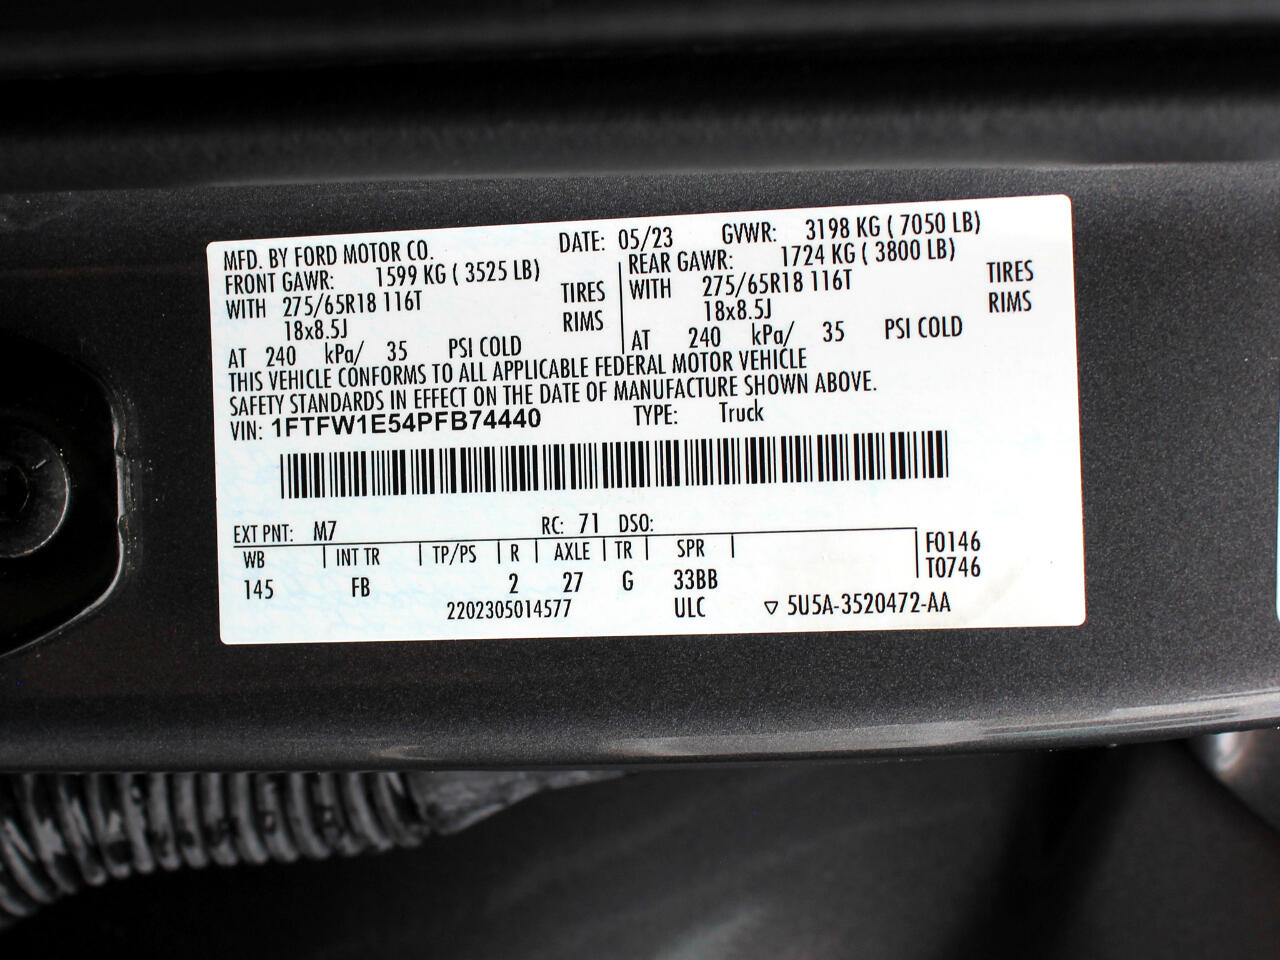 MFD. BY FORD MOTOR CO. DATE: 05/23 GVWR: 3198 KG ( 7050 LB)
FRONT GAWR: 1599 KG ( 3525 LB) REAR GAWR: 1724 KG ( 3800 LB)
WITH 275/65R18 116T TIRES WITH 275/65R18 116T TIRES
18x8.5J RIMS 18x8.5J RIMS
AT 240 kPa/ 35 PSI COLD AT 240 kPa/ 35 PSI COLD
THIS VEHICLE CONFORMS TO ALL APPLICABLE FEDERAL MOTOR VEHICLE
SAFETY STANDARDS IN EFFECT ON THE DATE OF MANUFACTURE SHOWN ABOVE.
VIN: 1FTFW1E54PFB74440 TYPE: Truck
EXT PNT: M7 RC: 71 DSO:
WB INT TR TP/PS R AXLE TR SPR F0146
145 FB 2 27 G 33BB T0746
2202305014577 ULC ▽ 5U5A-3520472-AA